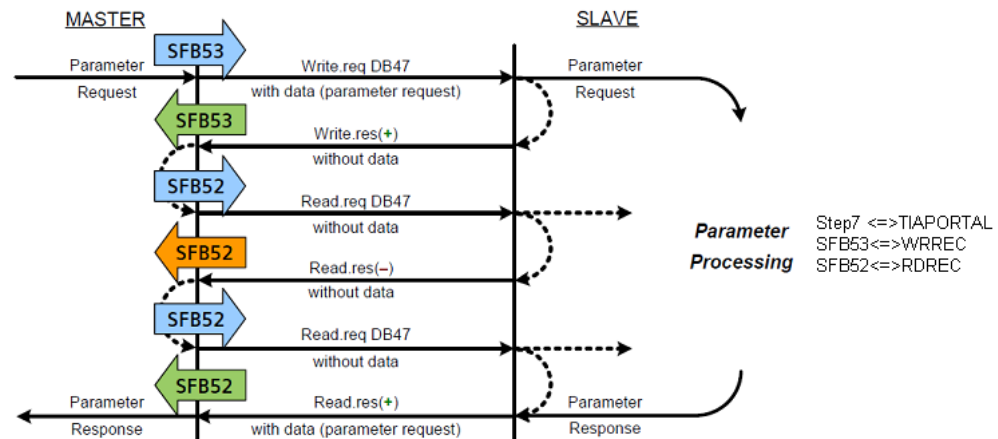 MASTER
SLAVE
SFB53
Parameter
Request
Write.req DB47
with data (parameter request)
Parameter
Request
SFB53
Write.res(+)
without data
SFB52
Read.req DB47
without data
Parameter
Processing
Step7 <=>TIAPORTAL
SFB53<=>WRREC
SFB52<=>RDREC
SFB52
Read.res(–)
without data
SFB52
Read.req DB47
without data
SFB52
Parameter
Response
Read.res(+)
with data (parameter request)
Parameter
Response